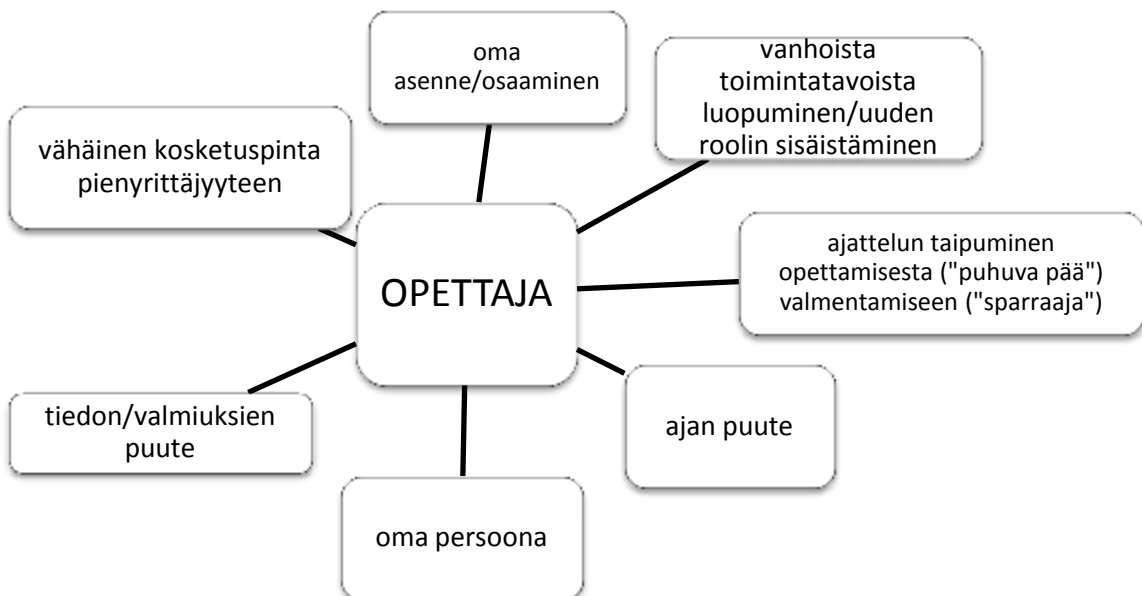 oma
asenne/osaaminen
vanhoista
toimintatavoista
luopuminen/uuden
roolin sisäistäminen
vähäinen kosketuspinta
pienyrittäjyyteen
OPETTAJA
ajattelun taipuminen
opettamisesta ("puhuva pää")
valmentamiseen ("sparraaja")
tiedon/valmiuksien
puute
ajan puute
oma persoona